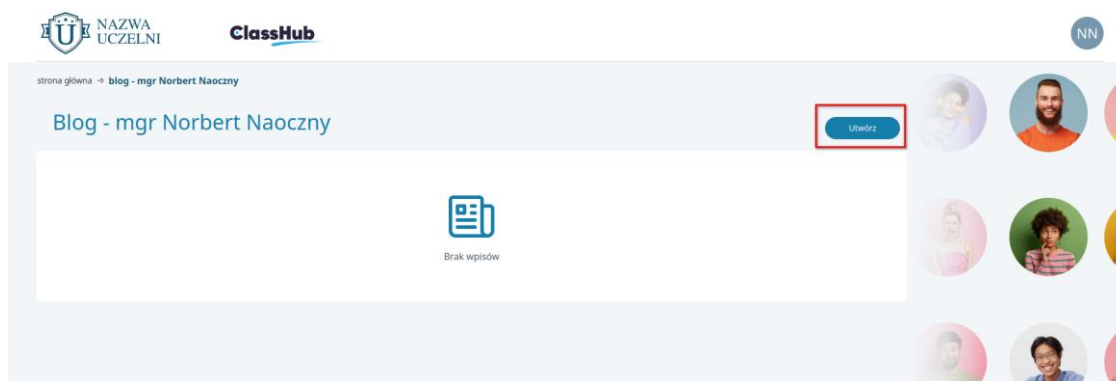 NAZWA
UCZELNI
ClassHub
NN
strona główna → blog - mgr Norbert Naoczny
Blog - mgr Norbert Naoczny
Utwórz
Brak wpisów